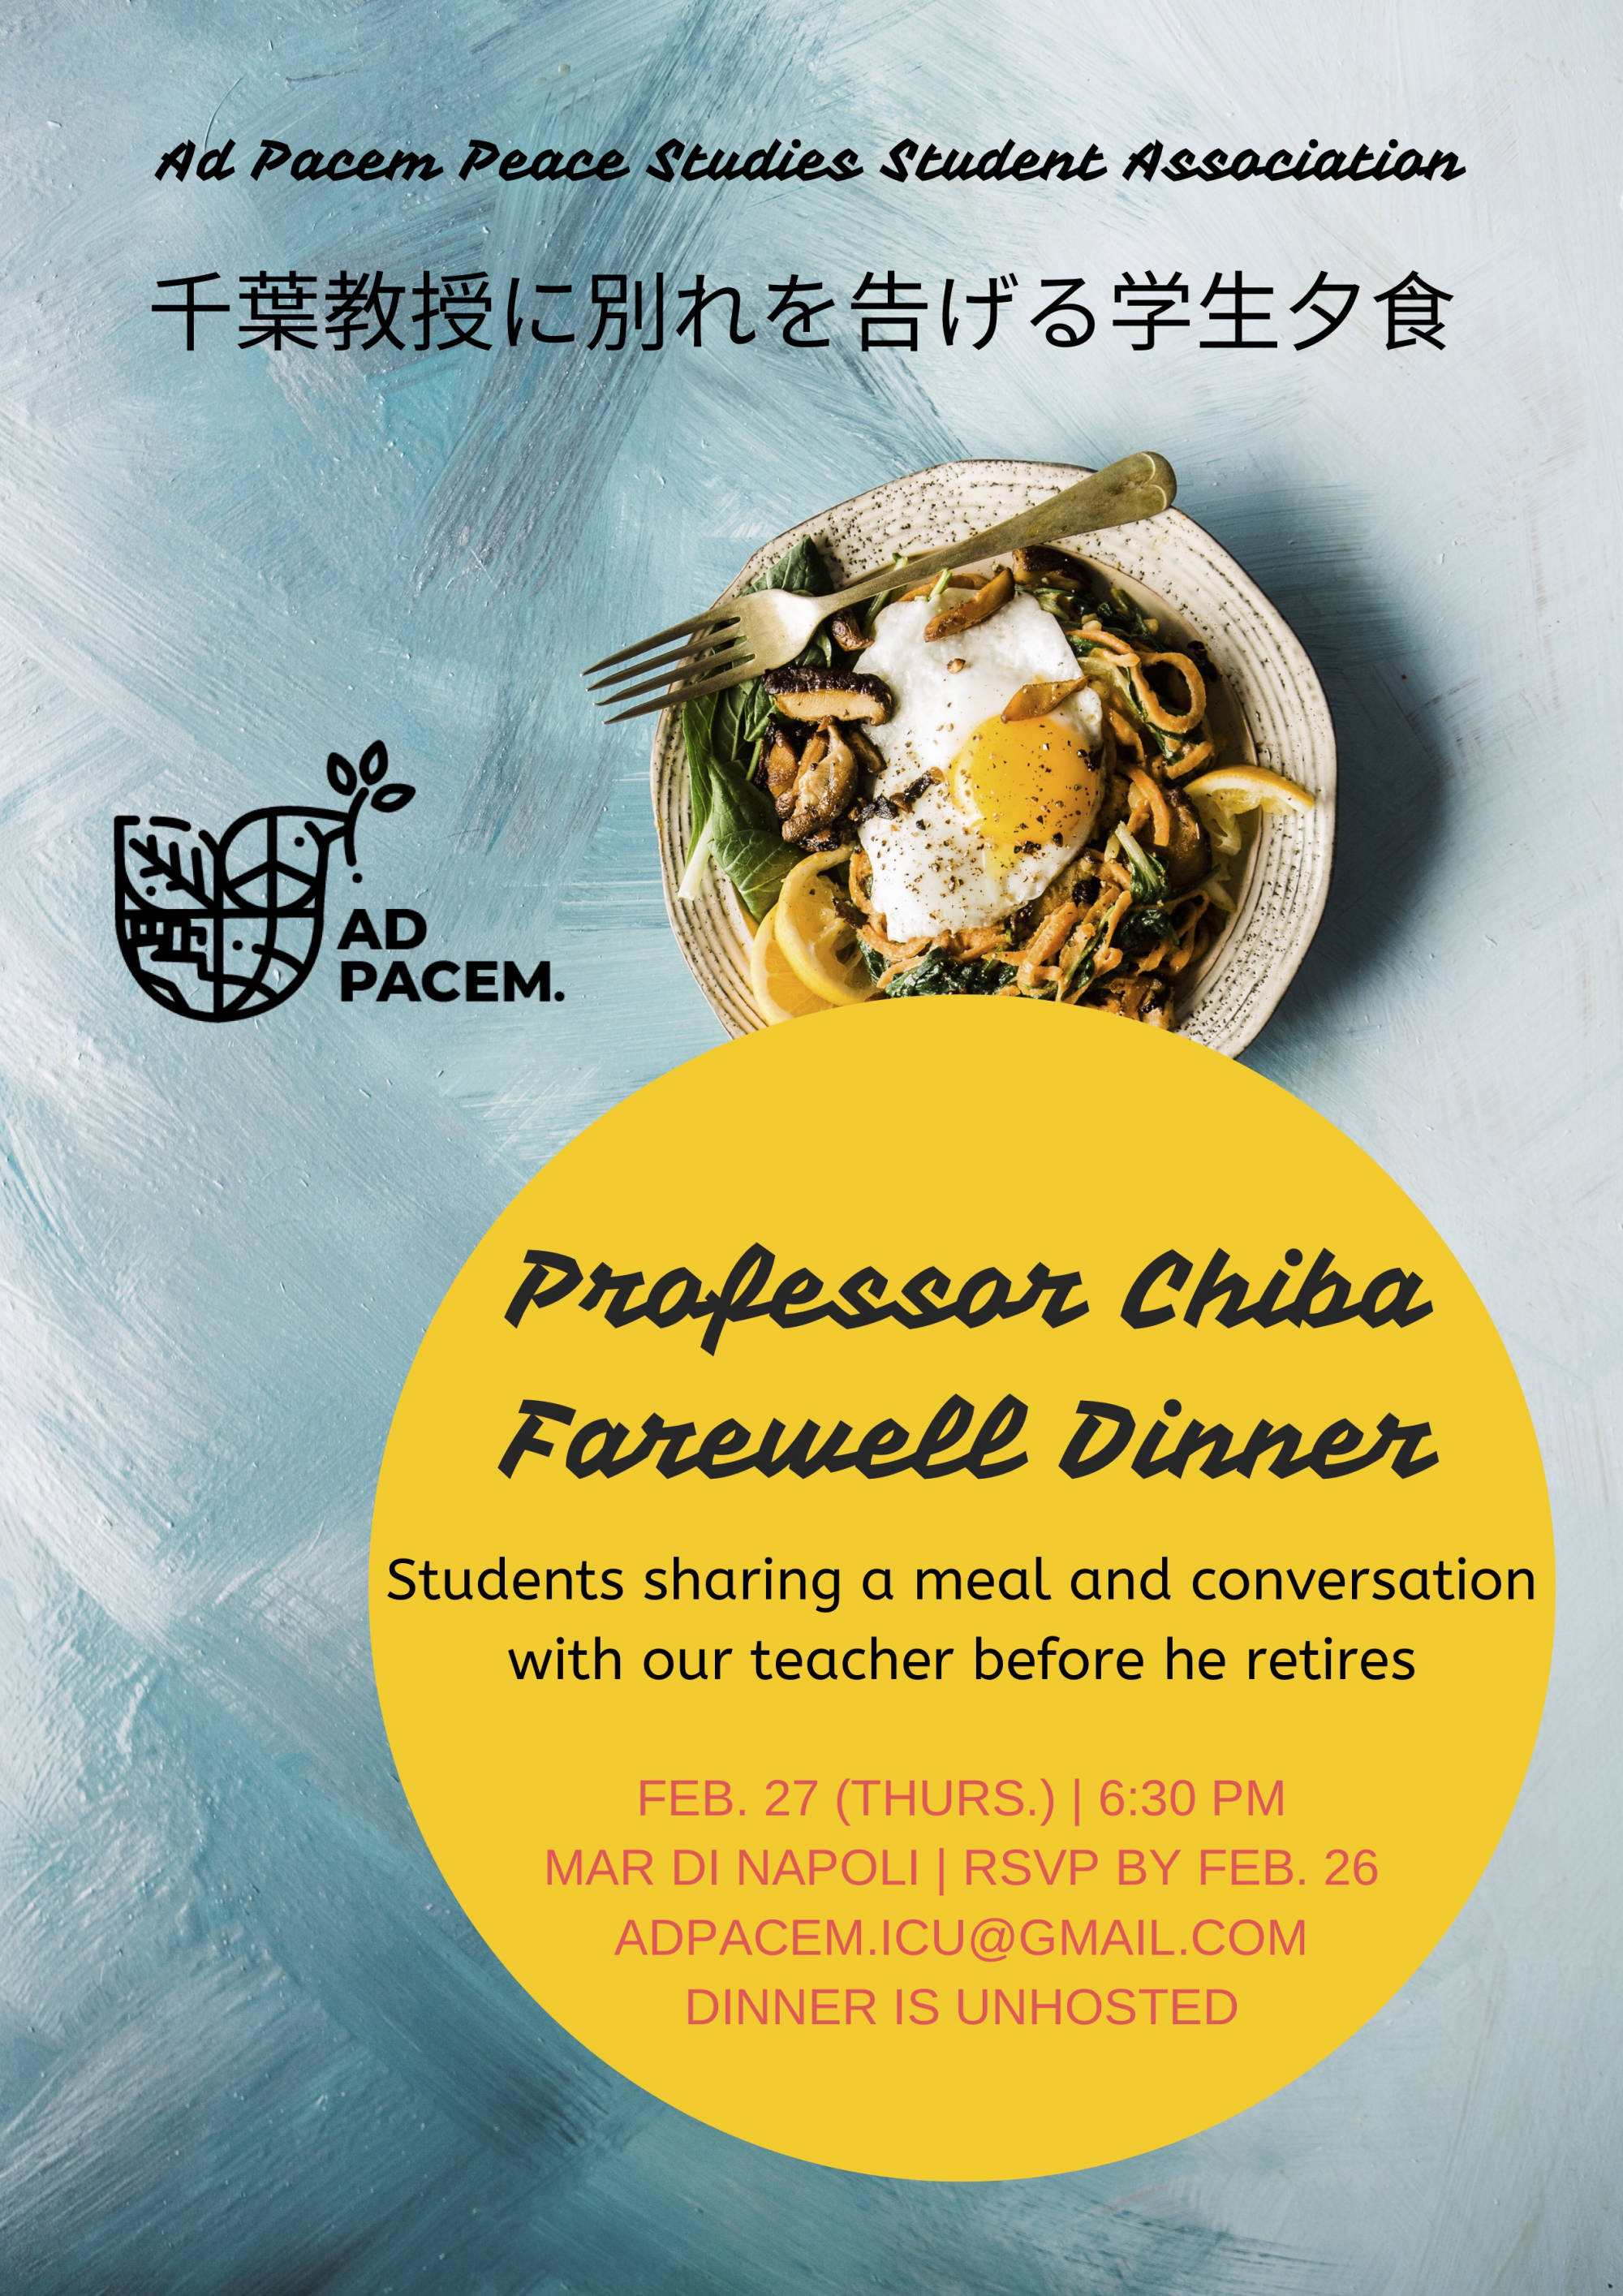 Ad Pacem Peace Studies Student Association
千葉教授に別れを告げる学生夕食
AD
PACEM.
Professor Chiba
Farewell Dinner
Students sharing a meal and conversation
with our teacher before he retires
FEB. 27 (THURS.) | 6:30 PM
MAR DI NAPOLI | RSVP BY FEB. 26
ADPACEM.ICU@GMAIL.COM
DINNER IS UNHOSTED